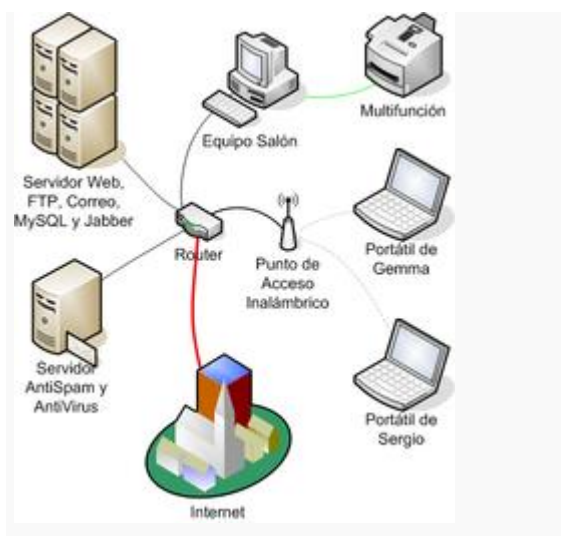 Multifunción
Equipo Salón
Servidor Web,
FTP, Correo,
MySQL y Jabber
Router
Punto de
Acceso
Inalámbrico
Portátil de
Gemma
Servidor
AntiSpam y
AntiVirus
Portátil de
Sergio
Internet